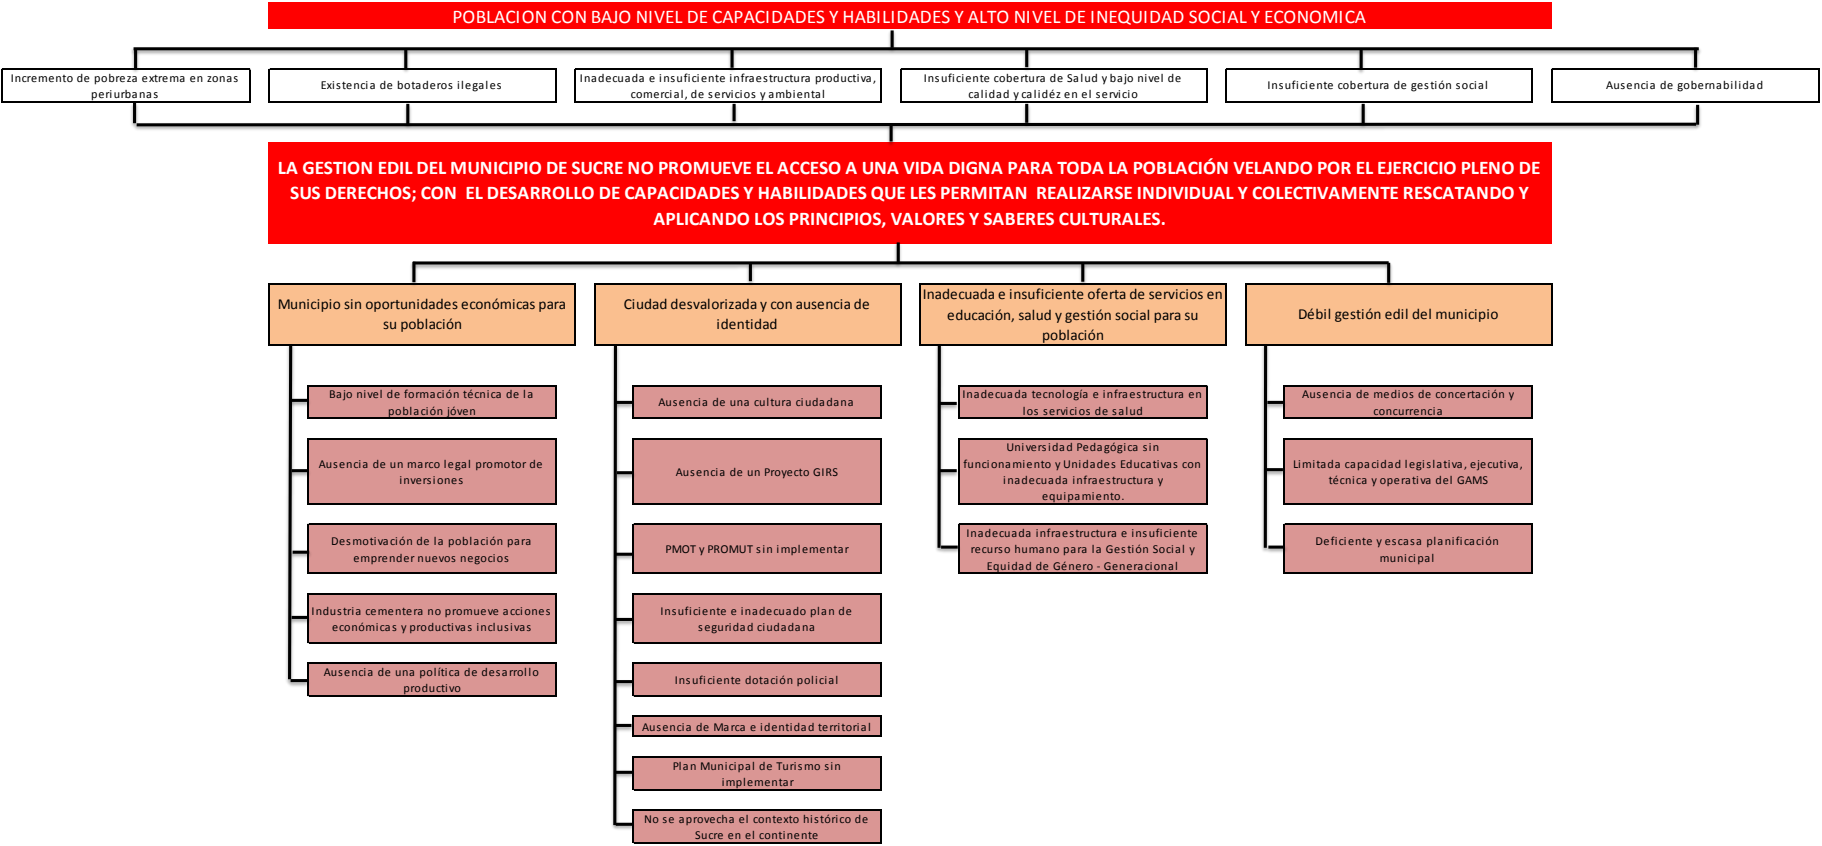 POBLACION CON BAJO NIVEL DE CAPACIDADES Y HABILIDADES Y ALTO NIVEL DE INEQUIDAD SOCIAL Y ECONOMICA
Incremento de pobreza extrema en zonas
periurbanas
Existencia de botaderos ilegales
Inadecuada e insuficiente infraestructura productiva,
comercial, de servicios y ambiental
Insuficiente cobertura de Salud y bajo nivel de
calidad y calidéz en el servicio
Insuficiente cobertura de gestión social
Ausencia de gobernabilidad
LA GESTION EDIL DEL MUNICIPIO DE SUCRE NO PROMUEVE EL ACCESO A UNA VIDA DIGNA PARA TODA LA POBLACIÓN VELANDO POR EL EJERCICIO PLENO DE
SUS DERECHOS; CON EL DESARROLLO DE CAPACIDADES Y HABILIDADES QUE LES PERMITAN REALIZARSE INDIVIDUAL Y COLECTIVAMENTE RESCATANDO Y
APLICANDO LOS PRINCIPIOS, VALORES Y SABERES CULTURALES.
Municipio sin oportunidades económicas para
su población
Bajo nivel de formación técnica de la
población jóven
Ausencia de un marco legal promotor de
inversiones
Desmotivación de la población para
emprender nuevos negocios
Industria cementera no promueve acciones
económicas y productivas inclusivas
Ausencia de una política de desarrollo
productivo
Ciudad desvalorizada y con ausencia de
identidad
Ausencia de una cultura ciudadana
Ausencia de un Proyecto GIRS
PMOT y PROMUT sin implementar
Insuficiente e inadecuado plan de
seguridad ciudadana
Insuficiente dotación policial
Ausencia de Marca e identidad territorial
Plan Municipal de Turismo sin
implementar
No se aprovecha el contexto histórico de
Sucre en el continente
Inadecuada e insuficiente oferta de servicios en
educación, salud y gestión social para su
población
Inadecuada tecnología e infraestructura en
los servicios de salud
Universidad Pedagógica sin
funcionamiento y Unidades Educativas con
inadecuada infraestructura y
equipamiento.
Inadecuada infraestructura e insuficiente
recurso humano para la Gestión Social y
Equidad de Género - Generacional
Débil gestión edil del municipio
Ausencia de medios de concertación y
concurrencia
Limitada capacidad legislativa, ejecutiva,
técnica y operativa del GAMS
Deficiente y escasa planificación
municipal